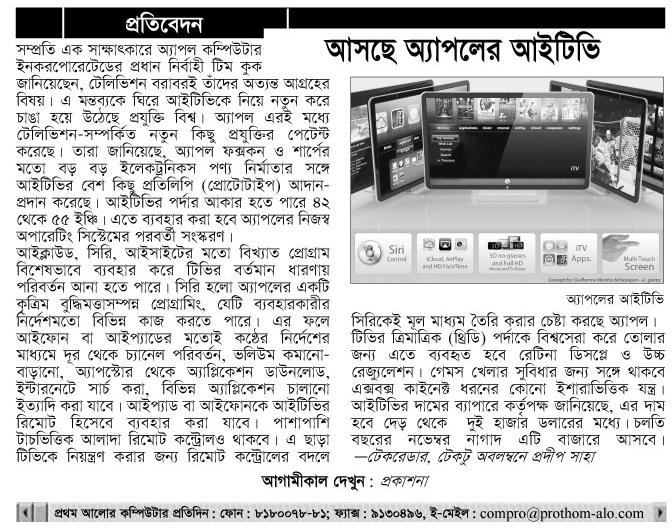 প্রতিবেদন
আসছে অ্যাপলের আইটিভি
সম্প্রতি এক সাক্ষাৎকারে অ্যাপল কম্পিউটার
ইনকরপোরেটেডের প্রধান নির্বাহী টিম কুক
জানিয়েছেন, টেলিভিশন বরাবরই তাঁদের অত্যন্ত আগ্রহের
বিষয়। এ মন্তব্যকে ঘিরে আইটিভিকে নিয়ে নতুন করে
চাঙা হয়ে উঠেছে প্রযুক্তি বিশ্ব। অ্যাপল এরই মধ্যে
টেলিভিশন-সম্পর্কিত নতুন কিছু প্রযুক্তির পেটেন্ট
করেছে। তারা জানিয়েছে, অ্যাপল ফক্সকন ও শার্পের
মতো বড় বড় ইলেকট্রনিকস পণ্য নির্মাতার সঙ্গে
আইটিভির বেশ কিছু প্রতিলিপি (প্রোটোটাইপ) আদান-
প্রদান করেছে। আইটিভির পর্দার আকার হতে পারে ৪২
থেকে ৫৫ ইঞ্চি। এতে ব্যবহার করা হবে অ্যাপলের নিজস্ব
অপারেটিং সিস্টেমের পরবর্তী সংস্করণ।
আইক্লাউড, সিরি, আইসাইটের মতো বিখ্যাত প্রোগ্রাম
বিশেষভাবে ব্যবহার করে টিভির বর্তমান ধারণায়
পরিবর্তন আনা হতে পারে। সিরি হলো অ্যাপলের একটি
কৃত্রিম বুদ্ধিমত্তাসম্পন্ন প্রোগ্রামিং, যেটি ব্যবহারকারীর
নির্দেশমতো বিভিন্ন কাজ করতে পারে। এর ফলে
আইফোন বা আইপ্যাডের মতোই কণ্ঠের নির্দেশের
মাধ্যমে দূর থেকে চ্যানেল পরিবর্তন, ভলিউম কমানো-
বাড়ানো, অ্যাপস্টোর থেকে অ্যাপ্লিকেশন ডাউনলোড,
ইন্টারনেটে সার্চ করা, বিভিন্ন অ্যাপ্লিকেশন চালানো
ইত্যাদি করা যাবে। আইপ্যাড বা আইফোনকে আইটিভির
রিমোট হিসেবে ব্যবহার করা যাবে। পাশাপাশি
টাচভিত্তিক আলাদা রিমোট কন্ট্রোলও থাকবে। এ ছাড়া
টিভিকে নিয়ন্ত্রণ করার জন্য রিমোট কন্ট্রোলের বদলে
iTV
Siri
Control
iCloud, AirPlay
and HD FaceTime
3D no-glasses
and Full HD
Movies and Tv Shows
iTV
Apps.
Multi Touch
Screen
Concept by: Guilherme Martins Schasiepen
অ্যাপলের আইটিভি
সিরিকেই মূল মাধ্যম তৈরি করার চেষ্টা করছে অ্যাপল।
টিভির ত্রিমাত্রিক (থ্রিডি) পর্দাকে বিশ্বসেরা করে তোলার
জন্য এতে ব্যবহৃত হবে রেটিনা ডিসপ্লে ও উচ্চ
রেজ্যুলেশন। গেমস খেলার সুবিধার জন্য সঙ্গে থাকবে
এক্সবক্স কাইনেক্ট ধরনের কোনো ইশারাভিত্তিক যন্ত্র।
আইটিভির দামের ব্যাপারে কর্তৃপক্ষ জানিয়েছে, এর দাম
হবে দেড় থেকে দুই হাজার ডলারের মধ্যে। চলতি
বছরের নভেম্বর নাগাদ এটি বাজারে আসবে।
—টেকরেডার, টেকটু অবলম্বনে প্রদীপ সাহা
আগামীকাল দেখুন : প্রকাশনা
প্রথম আলোর কম্পিউটার প্রতিদিন : ফোন : ৮১৮০০৭৮-৮১; ফ্যাক্স : ৯১৩০৪৯৬, ই-মেইল : compro@prothom-alo.com